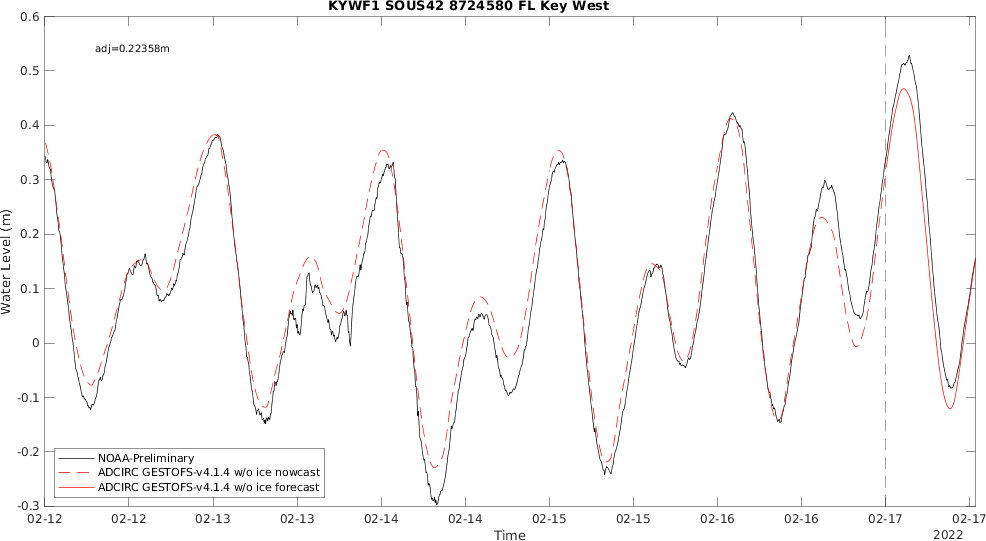 KYWF1 SOUS42 8724580 FL Key West
adj=0.22358m
0.6
0.5
0.4
0.3
0.2
0.1
0
-0.1
-0.2
-0.3
Water Level (m)
NOAA-Preliminary
ADCIRC GESTOFS-v4.1.4 w/o ice nowcast
ADCIRC GESTOFS-v4.1.4 w/o ice forecast
02-12 02-12 02-13 02-13 02-14 02-14 02-15 02-15 02-16 02-16 02-17 02-17
Time
2022